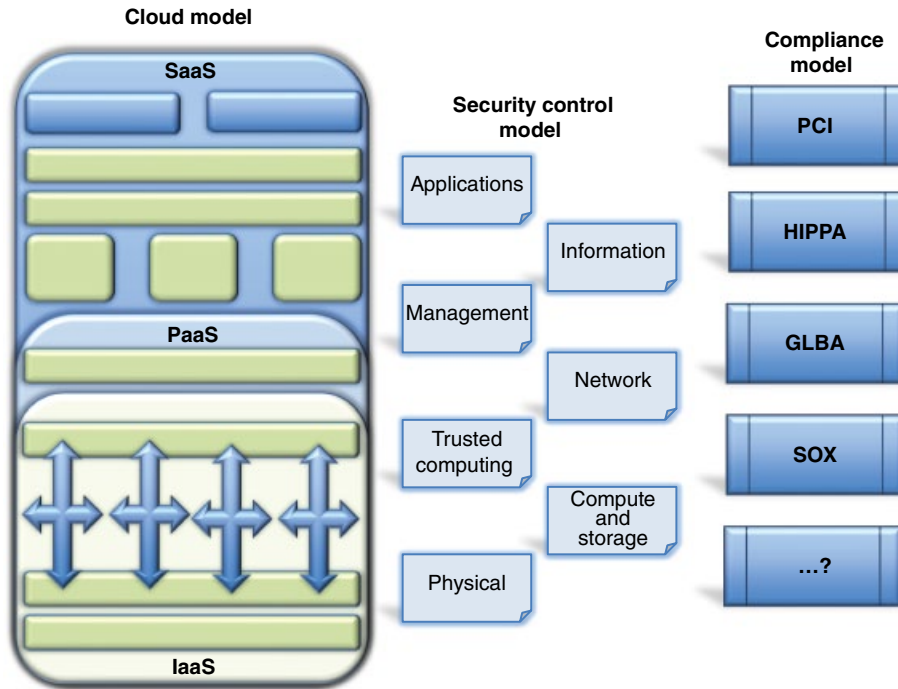 Cloud model
SaaS
PaaS
IaaS
Security control
model
Applications
Information
Management
Network
Trusted
computing
Compute
and
storage
Physical
Compliance
model
PCI
HIPPA
GLBA
SOX
...?